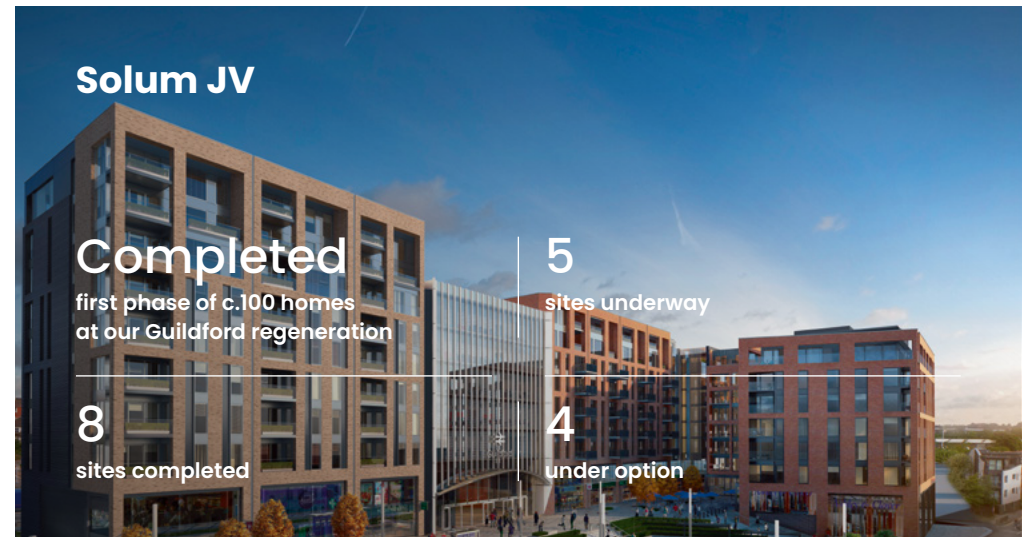 Solum JV
Completed
first phase of c.100 homes
at our Guildford regeneration
5
sites underway
8
sites completed
4
under option